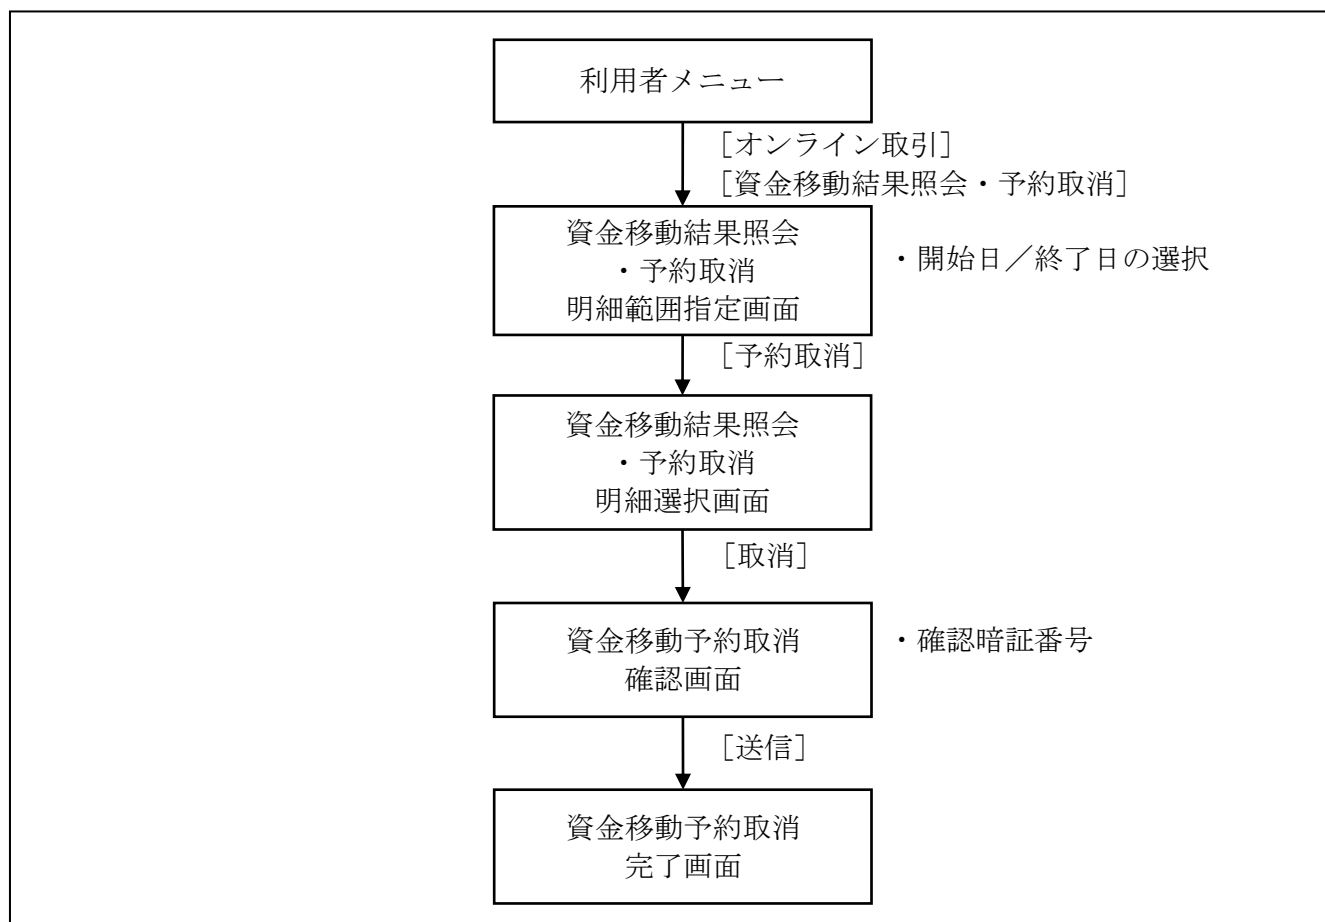 利用者メニュー
［オンライン取引］
［資金移動結果照会・予約取消］
資金移動結果照会
・予約取消
明細範囲指定画面
・開始日／終了日の選択
［予約取消］
資金移動結果照会
・予約取消
明細選択画面
［取消］
資金移動予約取消
確認画面
・確認暗証番号
［送信］
資金移動予約取消
完了画面